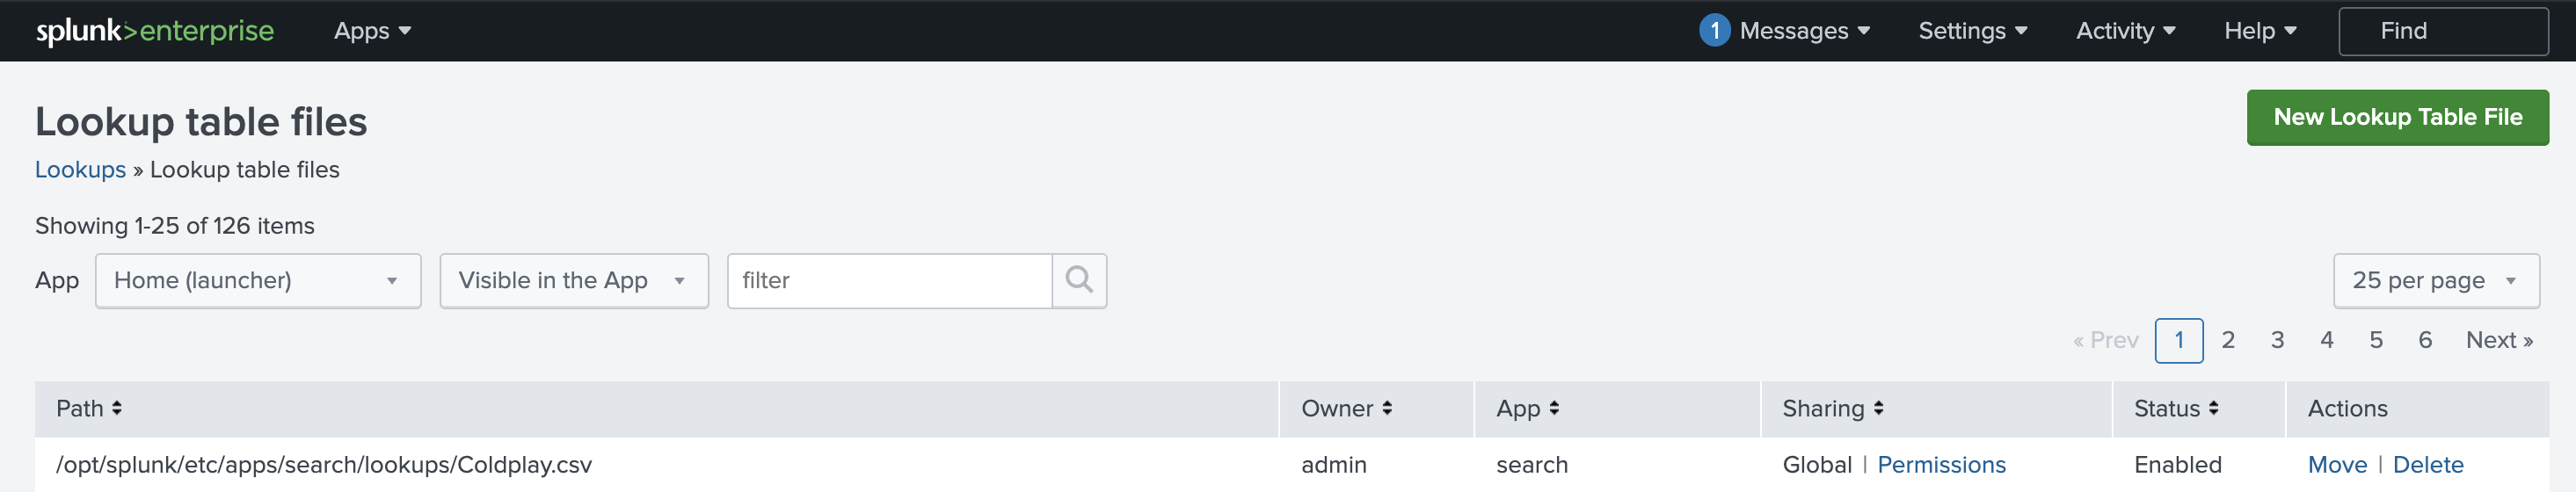 splunk>enterprise Apps 1 Messages Settings Activity Help Find
Lookup table files
New Lookup Table File
Lookups » Lookup table files
Showing 1-25 of 126 items
App Home (launcher) Visible in the App filter 25 per page
« Prev 1 2 3 4 5 6 Next »
Path Owner App Sharing Status Actions
/opt/splunk/etc/apps/search/lookups/Coldplay.csv admin search Global | Permissions Enabled Move | Delete